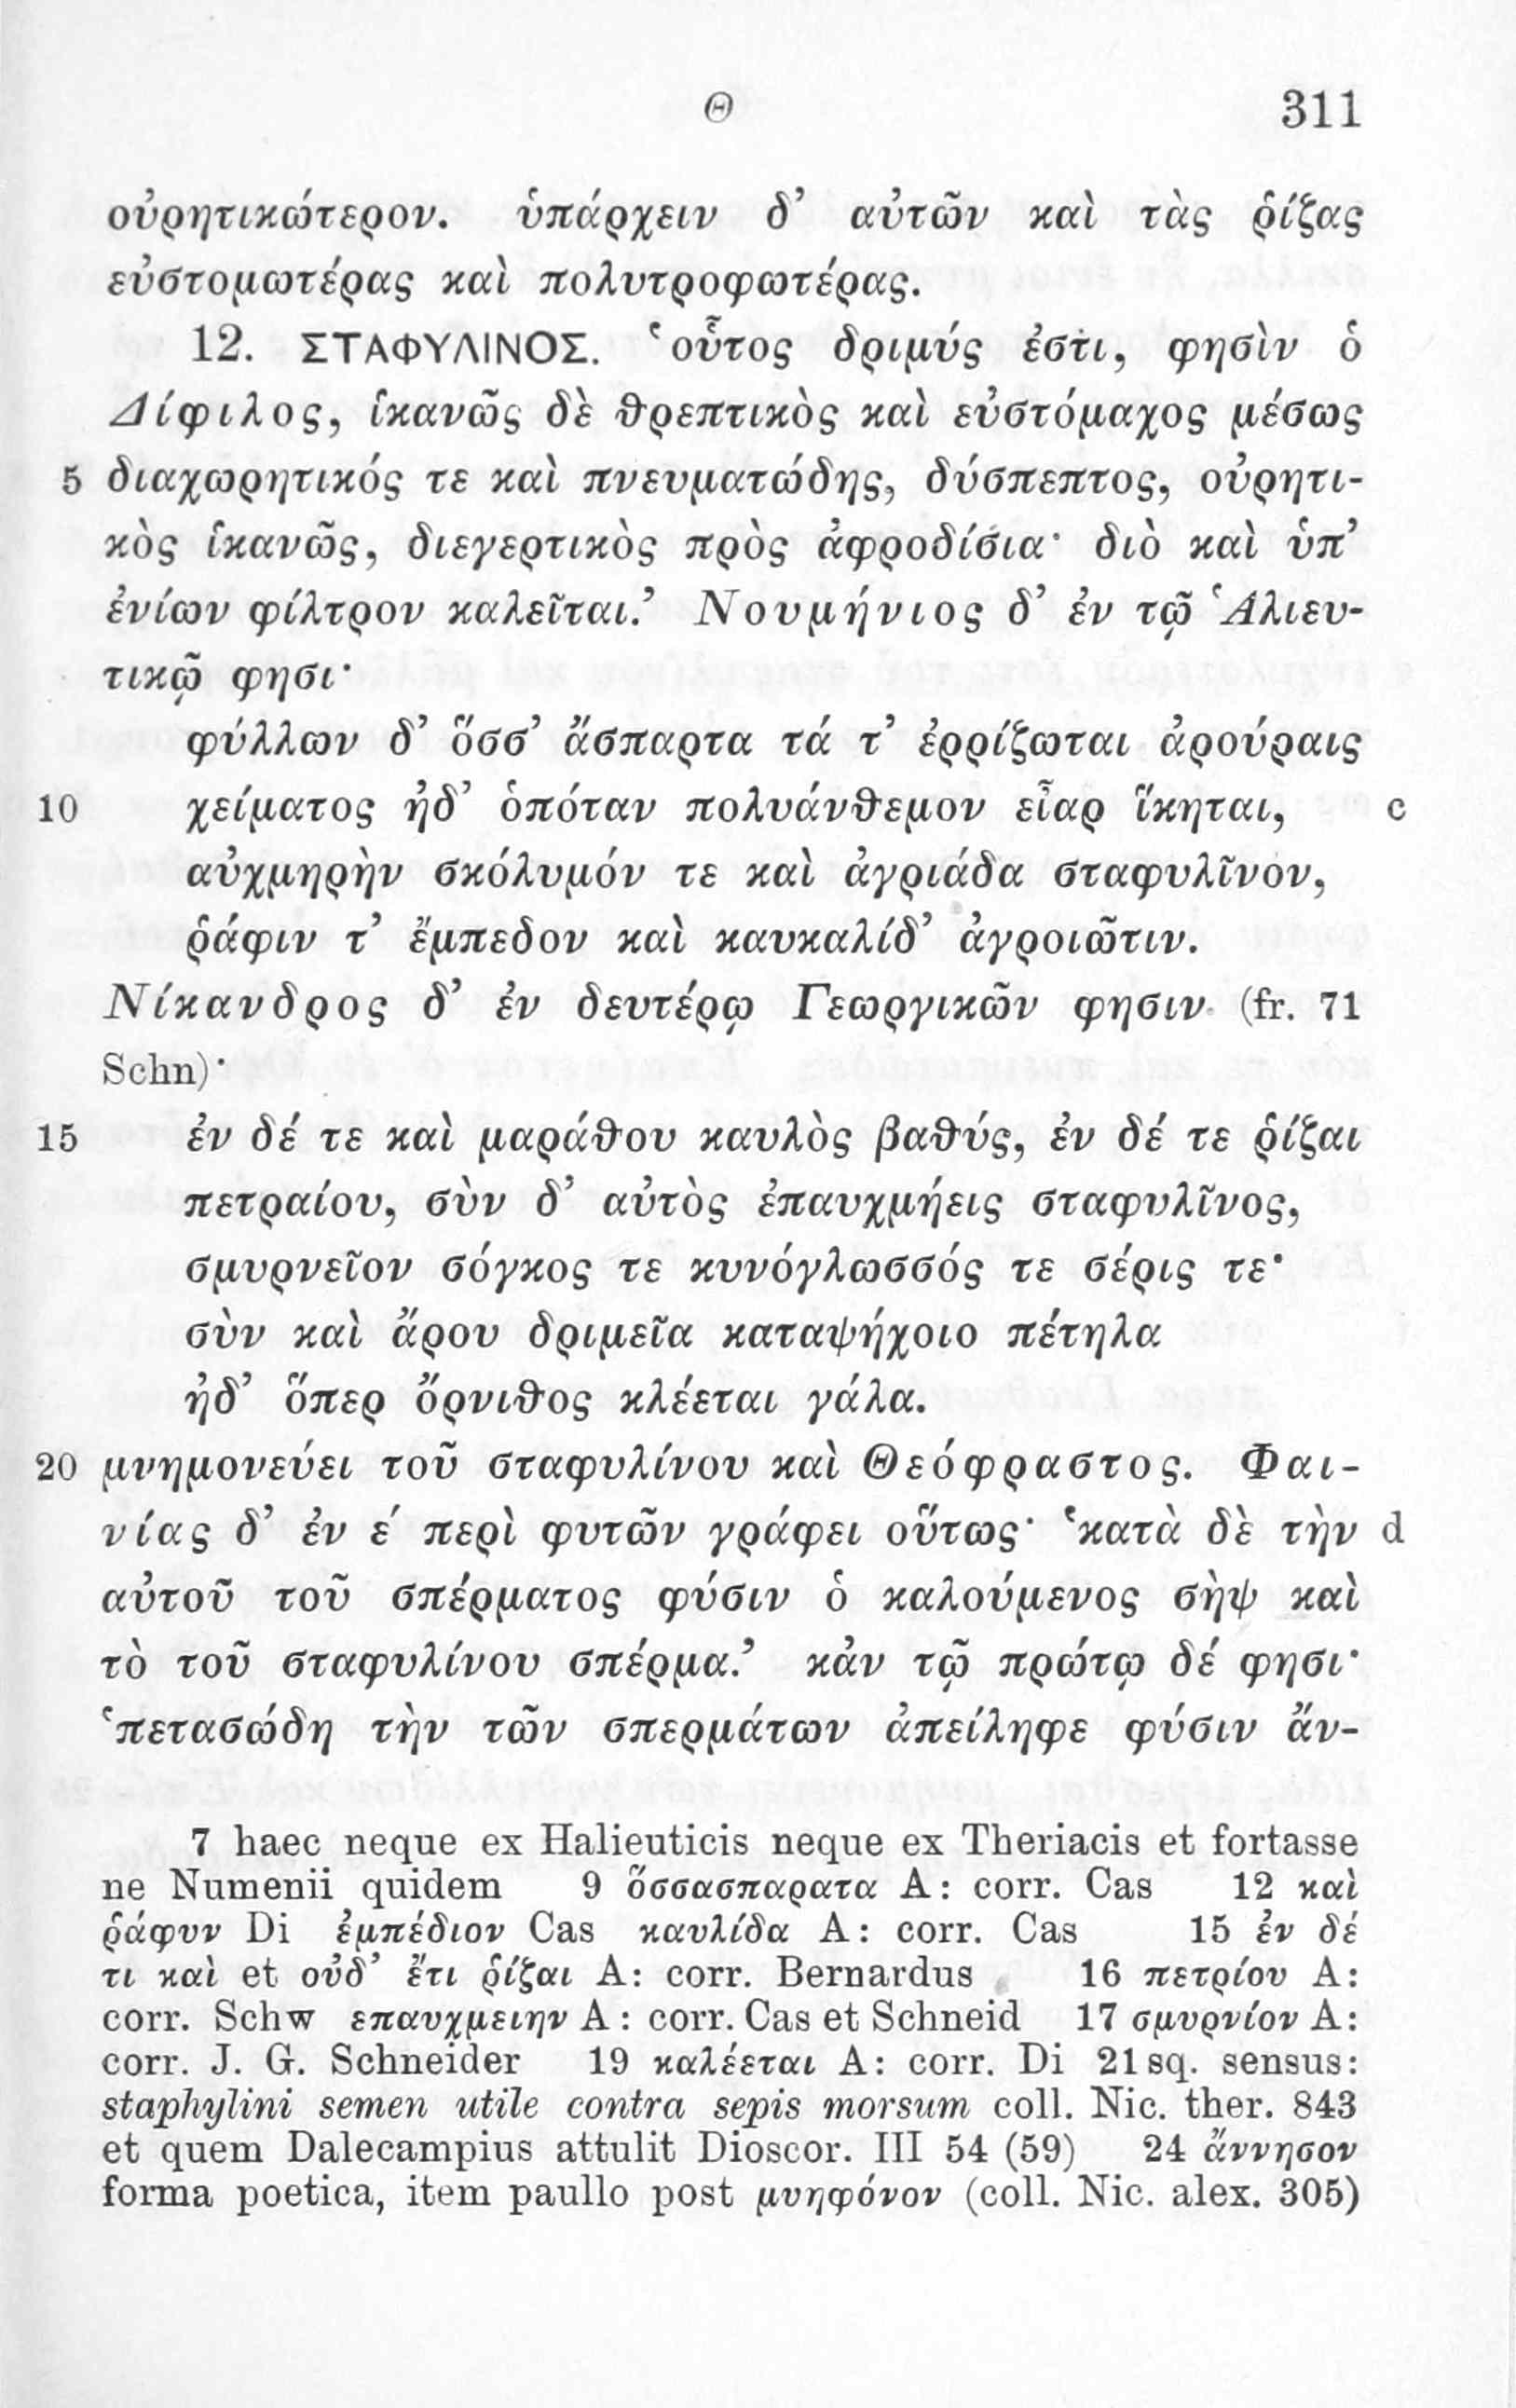 Θ 311
οὐρητικώτερον. ὑπάρχειν δ’ αὐτῶν καὶ τὰς ῥίζας
εὐστομωτέρας καὶ πολυτροφωτέρας.
12. ΣΤΑΦΥΛΙΝΟΣ. ‘οὗτος δριμύς ἐστι, φησὶν ὁ
Δίφιλος, ἱκανῶς δὲ θρεπτικὸς καὶ εὐστόμαχος μέσως
5 διαχωρητικός τε καὶ πνευματώδης, δύσπεπτος, οὐρητι-
κὸς ἱκανῶς, διεγερτικὸς πρὸς ἀφροδίσια· διὸ καὶ ὑπ’
ἐνίων φίλτρον καλεῖται.’ Νουμήνιος δ’ ἐν τῷ Ἁλιευ-
τικῷ φησι·
φύλλων δ’ ὅσσ’ ἄσπαρτα τά τ’ ἐρρίζωται ἀρούραις
10 χείματος ἠδ’ ὁπόταν πολυάνθεμον εἶαρ ἵκηται, c
αὐχμηρὴν σκόλυμόν τε καὶ ἀγριάδα σταφυλῖνον,
ῥάφιν τ’ ἔμπεδον καὶ καυκαλίδ’ ἀγροιῶτιν.
Νίκανδρος δ’ ἐν δευτέρῳ Γεωργικῶν φησιν (fr. 71
Schn)·
15 ἐν δέ τε καὶ μαράθου καυλὸς βαθύς, ἐν δέ τε ῥίζαι
πετραίου, σὺν δ’ αὐτὸς ἐπαυχμήεις σταφυλῖνος,
σμυρνεῖον σόγκος τε κυνόγλωσσός τε σέρις τε·
σὺν καὶ ἄρου δριμεῖα καταψήχοιο πέτηλα
ἠδ’ ὅπερ ὄρνιθος κλέεται γάλα.
20 μνημονεύει τοῦ σταφυλίνου καὶ Θεόφραστος. Φαι-
νίας δ’ ἐν έ περὶ φυτῶν γράφει οὕτως· ‘κατὰ δὲ τὴν d
αὐτοῦ τοῦ σπέρματος φύσιν ὁ καλούμενος σὴψ καὶ
τὸ τοῦ σταφυλίνου σπέρμα.’ κἀν τῷ πρώτῳ δέ φησι·
‘πετασώδη τὴν τῶν σπερμάτων ἀπείληφε φύσιν ἄν-
7 haec neque ex Halieuticis neque ex Theriacis et fortasse
ne Numenii quidem 9 ὅσσασπαρατα A: corr. Cas 12 καὶ
ῥάφυν Di ἐμπέδιον Cas καυλίδα A: corr. Cas 15 ἐν δέ
τι καὶ et οὐδ’ ἔτι ῥίζαι A: corr. Bernardus 16 πετρίου A:
corr. Schw επαυχμειην A: corr. Cas et Schneid 17 σμυρνίον A:
corr. J. G. Schneider 19 καλέεται A: corr. Di 21 sq. sensus:
staphylini semen utile contra sepis morsum coll. Nic. ther. 843
et quem Dalecampius attulit Dioscor. III 54 (59) 24 ἄννησον
forma poetica, item paullo post μνηφόνον (coll. Nic. alex. 305)